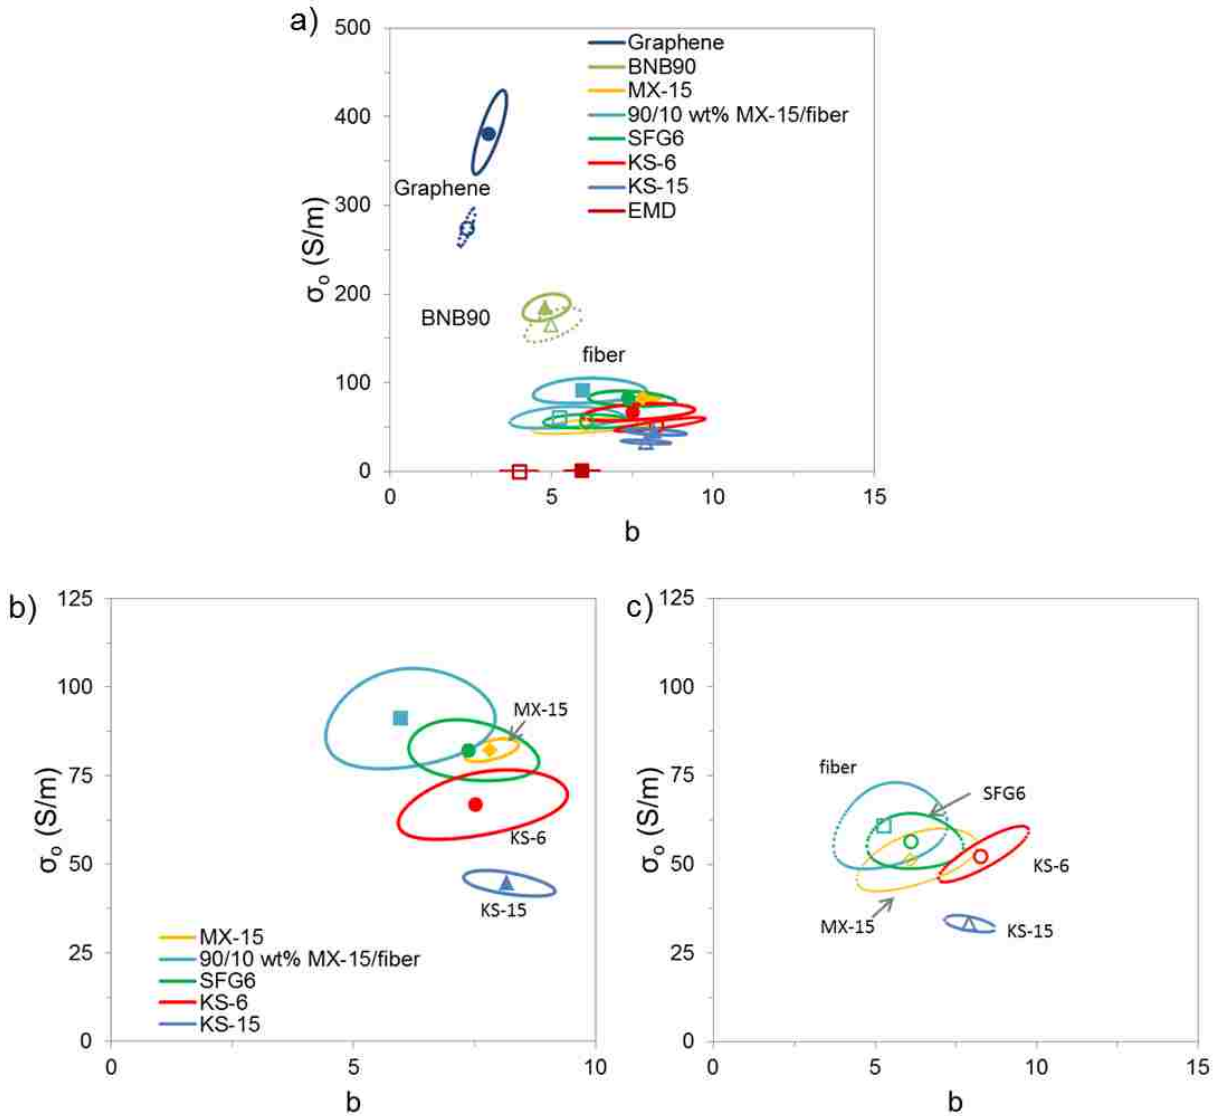 a)
500
400
300
200
100
0
σo (S/m)
Graphene
BNB90
MX-15
90/10 wt% MX-15/fiber
SFG6
KS-6
KS-15
EMD
Graphene
BNB90
fiber
0 5 10 15
b
b)
125
100
75
50
25
0
σo (S/m)
MX-15
KS-6
KS-15
MX-15
90/10 wt% MX-15/fiber
SFG6
KS-6
KS-15
0 5 10
b
c)
125
100
75
50
25
0
σo (S/m)
fiber
SFG6
KS-6
MX-15
KS-15
0 5 10 15
b